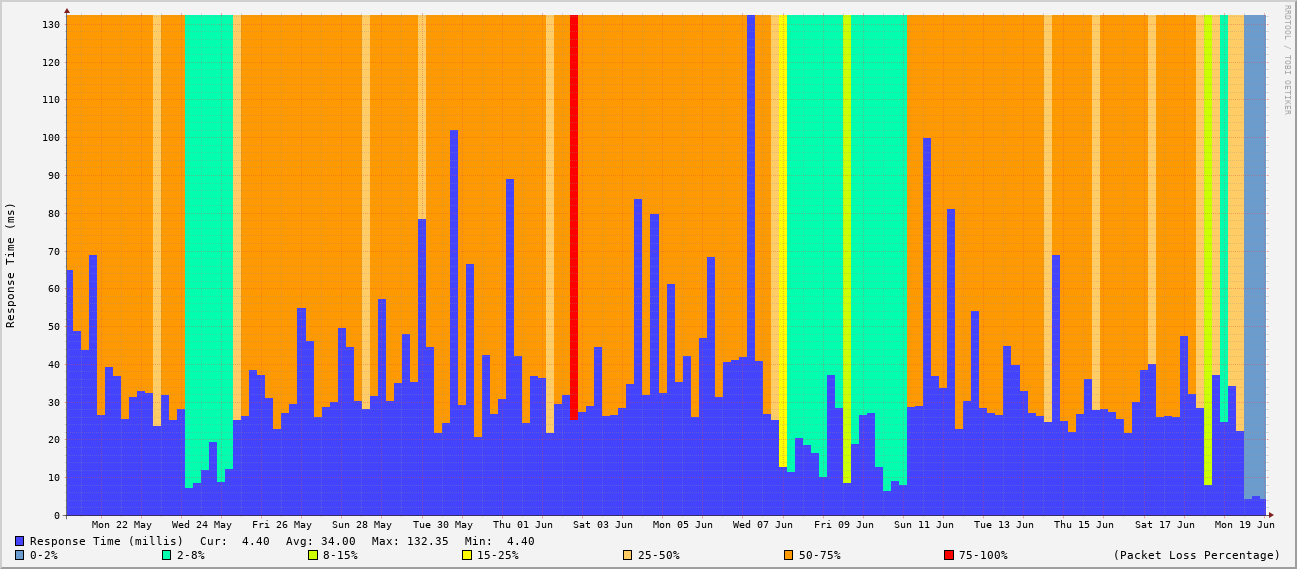 RRDTOOL / TOBI OETIKER
Response Time (ms)
130
120
110
100
90
80
70
60
50
40
30
20
10
0
Mon 22 May Wed 24 May Fri 26 May Sun 28 May Tue 30 May Thu 01 Jun Sat 03 Jun Mon 05 Jun Wed 07 Jun Fri 09 Jun Sun 11 Jun Tue 13 Jun Thu 15 Jun Sat 17 Jun Mon 19 Jun
Response Time (millis) Cur: 4.40 Avg: 34.00 Max: 132.35 Min: 4.40
0-2% 2-8% 8-15% 15-25% 25-50% 50-75% 75-100% (Packet Loss Percentage)